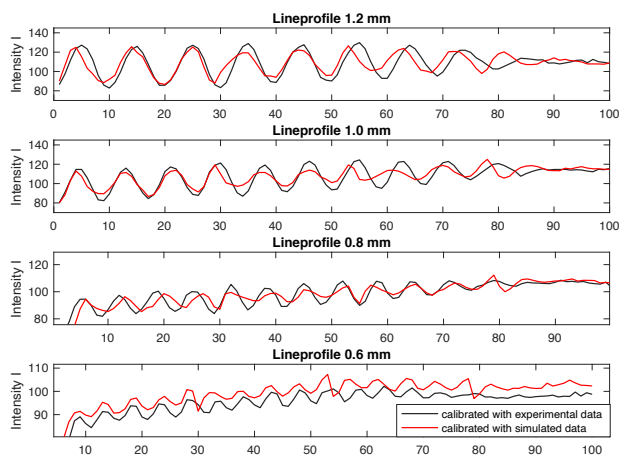 Lineprofile 1.2 mm
Intensity I
140
120
100
80
0 10 20 30 40 50 60 70 80 90 100
Lineprofile 1.0 mm
Intensity I
140
120
100
80
0 10 20 30 40 50 60 70 80 90 100
Lineprofile 0.8 mm
Intensity I
120
100
80
10 20 30 40 50 60 70 80 90
Lineprofile 0.6 mm
Intensity I
110
100
90
calibrated with experimental data
calibrated with simulated data
10 20 30 40 50 60 70 80 90 100